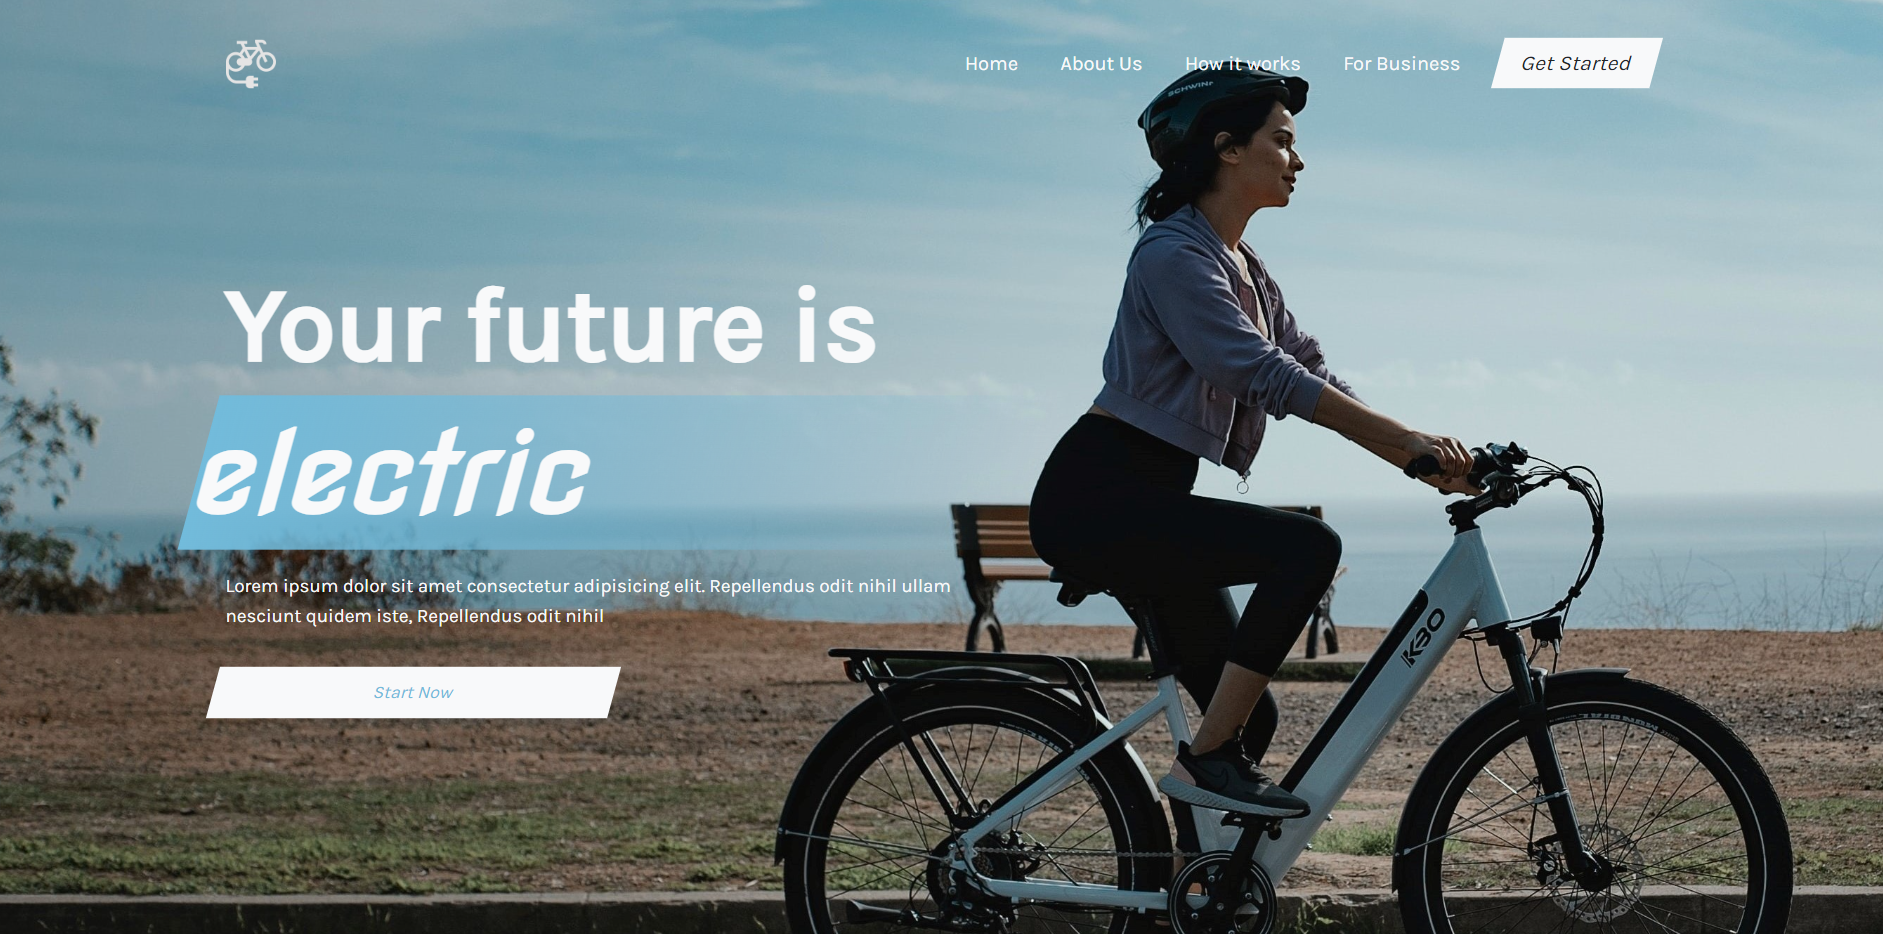 Home About Us How it works For Business Get Started
SCHWINN
Your future is
electric
Lorem ipsum dolor sit amet consectetur adipisicing elit. Repellendus odit nihil ullam
nesciunt quidem iste, Repellendus odit nihil
KBO
Start Now